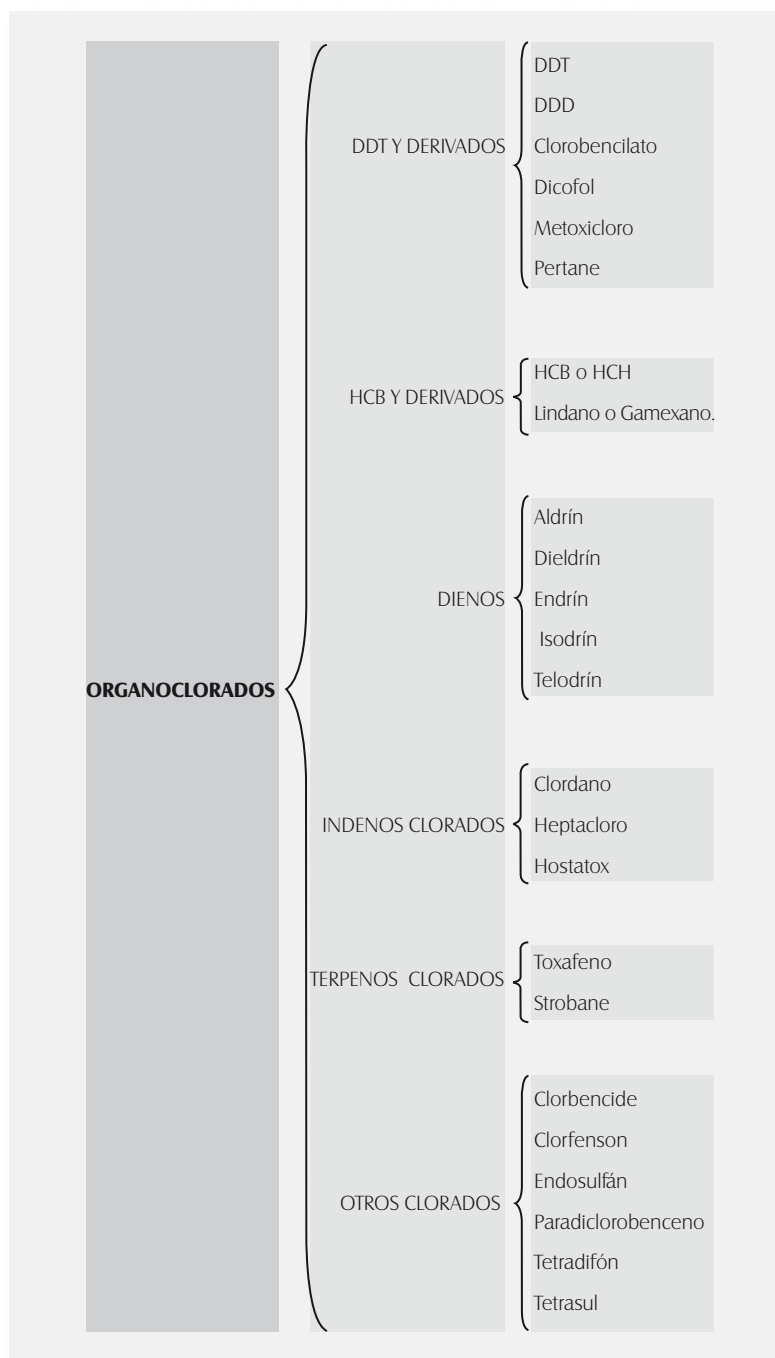 ORGANOCLORADOS
DDT Y DERIVADOS
DDT
DDD
Clorobencilato
Dicofol
Metoxicloro
Pertane
HCB Y DERIVADOS
HCB o HCH
Lindano o Gamexano.
DIENOS
Aldrín
Dieldrín
Endrín
Isodrín
Telodrín
INDENOS CLORADOS
Clordano
Heptacloro
Hostatox
TERPENOS CLORADOS
Toxafeno
Strobane
OTROS CLORADOS
Clorbencide
Clorfenson
Endosulfán
Paradiclorobenceno
Tetradifón
Tetrasul